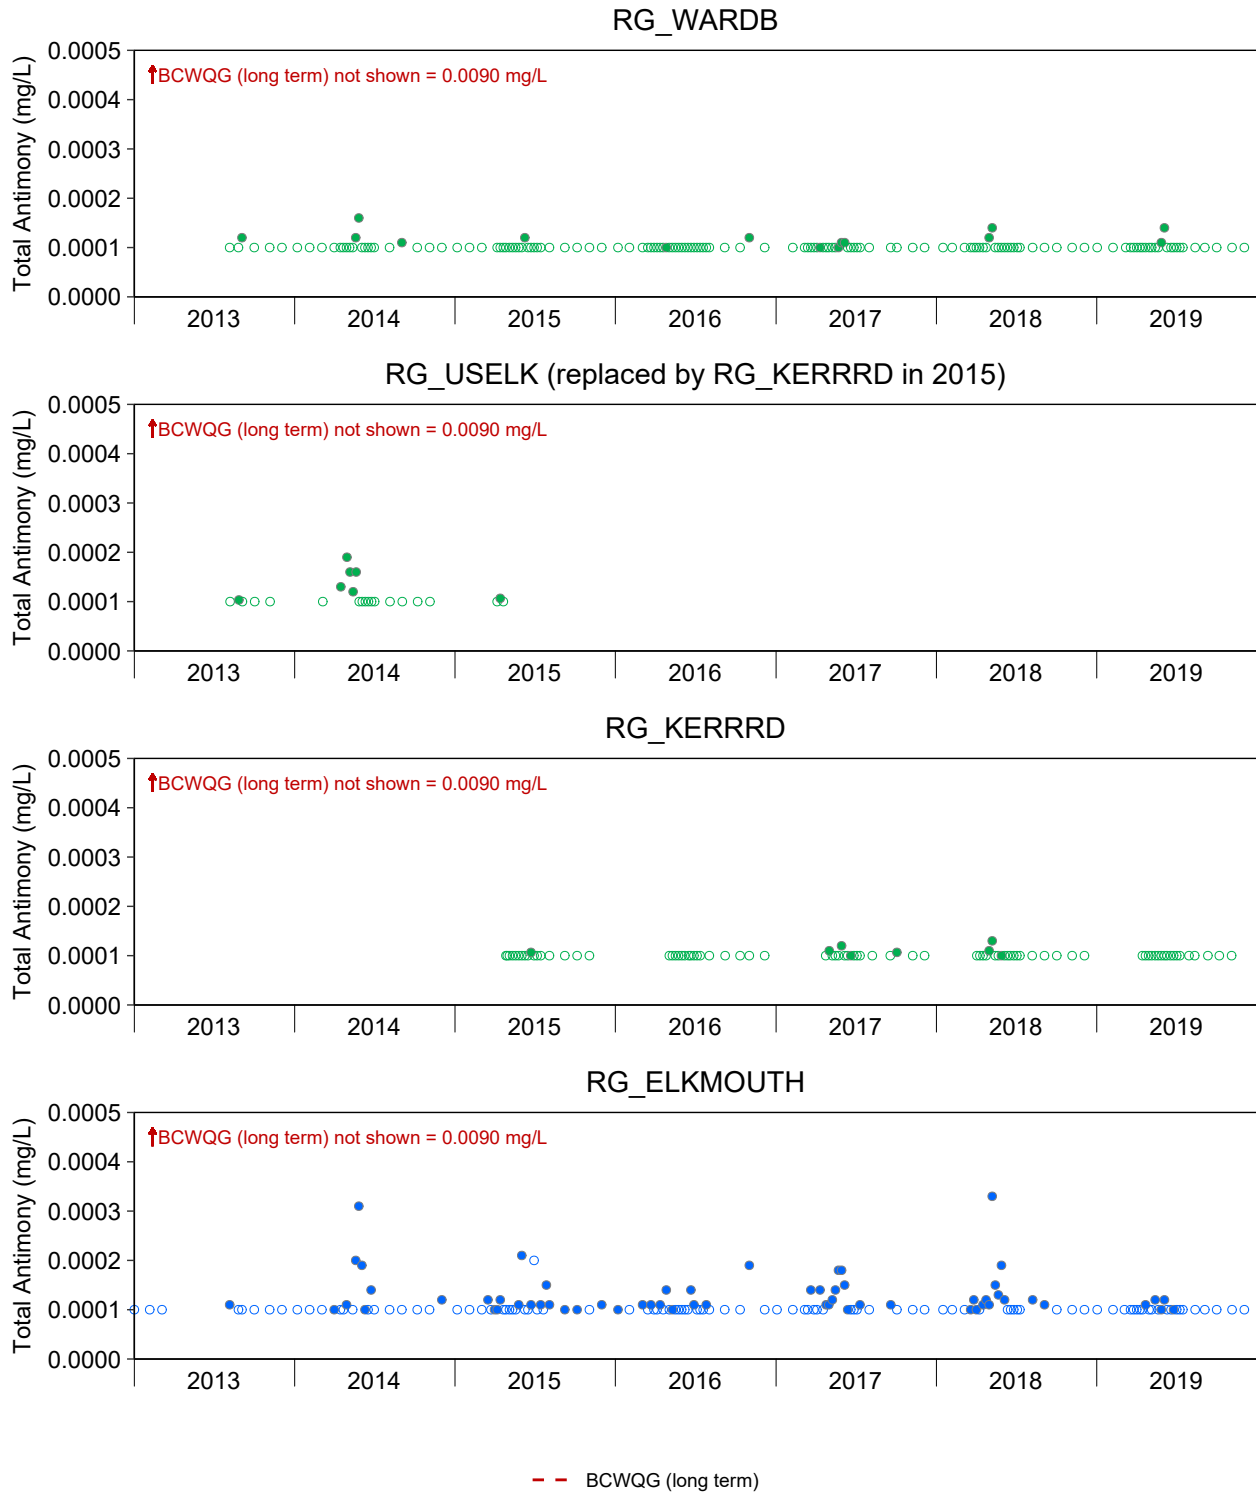 RG_WARDB
Total Antimony (mg/L)
0.0005
0.0004
0.0003
0.0002
0.0001
0.0000
BCWQG (long term) not shown = 0.0090 mg/L
2013 2014 2015 2016 2017 2018 2019
RG_USELK (replaced by RG_KERRRD in 2015)
Total Antimony (mg/L)
0.0005
0.0004
0.0003
0.0002
0.0001
0.0000
BCWQG (long term) not shown = 0.0090 mg/L
2013 2014 2015 2016 2017 2018 2019
RG_KERRRD
Total Antimony (mg/L)
0.0005
0.0004
0.0003
0.0002
0.0001
0.0000
BCWQG (long term) not shown = 0.0090 mg/L
2013 2014 2015 2016 2017 2018 2019
RG_ELKMOUTH
Total Antimony (mg/L)
0.0005
0.0004
0.0003
0.0002
0.0001
0.0000
BCWQG (long term) not shown = 0.0090 mg/L
2013 2014 2015 2016 2017 2018 2019
BCWQG (long term)